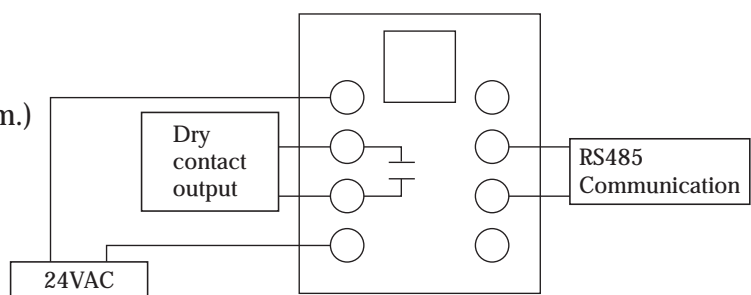 m.)
Dry
contact
output
RS485
Communication
24VAC